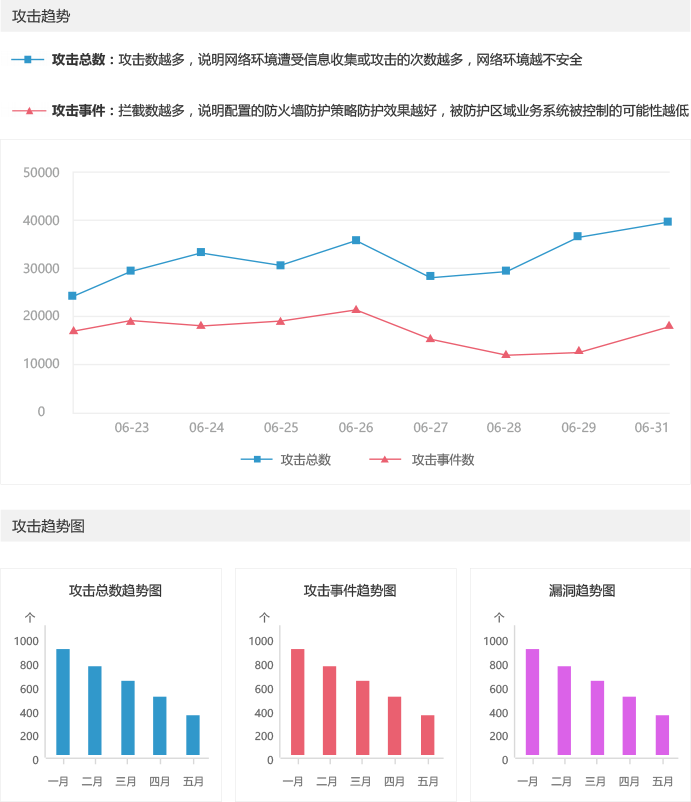 攻击趋势
攻击总数：攻击数越多，说明网络环境遭受信息收集或攻击的次数越多，网络环境越不安全
攻击事件：拦截数越多，说明配置的防火墙防护策略防护效果越好，被防护区域业务系统被控制的可能性越低
50000
40000
30000
20000
10000
0
06-23 06-24 06-25 06-26 06-27 06-28 06-29 06-31
攻击总数 攻击事件数
攻击趋势图
攻击总数趋势图
个
1000
800
600
400
200
0
一月 二月 三月 四月 五月
攻击事件趋势图
个
1000
800
600
400
200
0
一月 二月 三月 四月 五月
漏洞趋势图
个
1000
800
600
400
200
0
一月 二月 三月 四月 五月